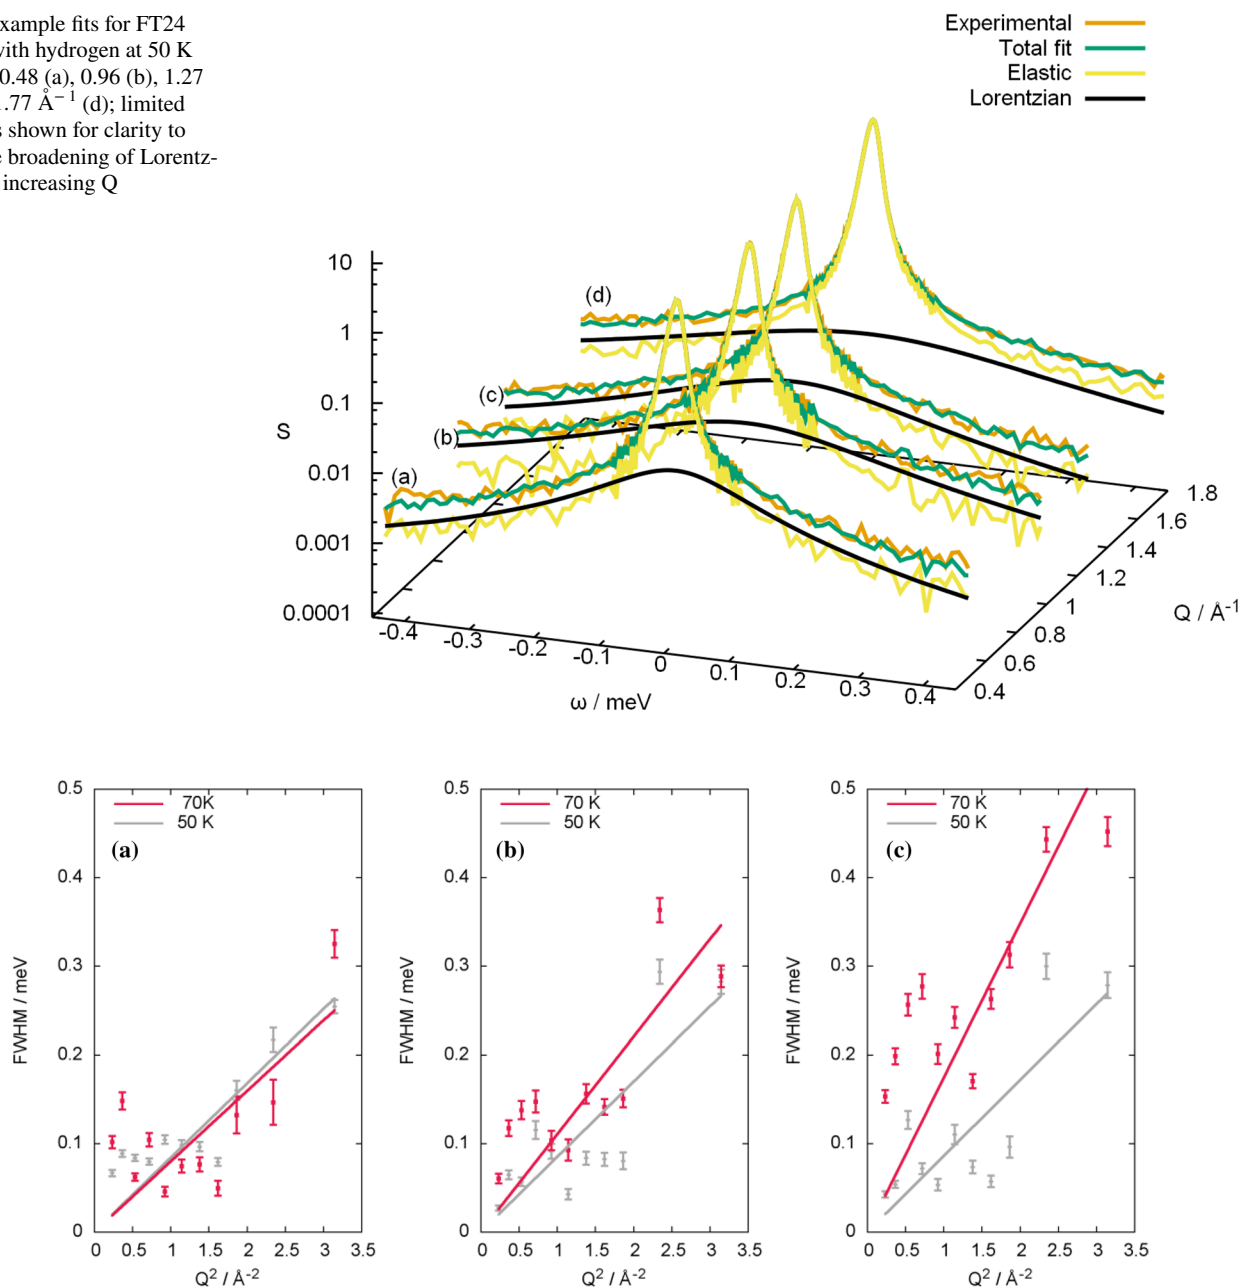 xample fits for FT24
with hydrogen at 50 K
0.48 (a), 0.96 (b), 1.27
1.77 Å− 1 (d); limited
s shown for clarity to
e broadening of Lorentz-
increasing Q
Experimental
Total fit
Elastic
Lorentzian
10
1
0.1
0.01
0.001
0.0001
S
(d)
(c)
(b)
(a)
-0.4
-0.3
-0.2
-0.1
0
0.1
0.2
0.3
0.4
ω / meV
0.4
0.6
0.8
1
1.2
1.4
1.6
1.8
Q / Å-1
0.5
0.4
0.3
0.2
0.1
0
FWHM / meV
70K
50 K
(a)
0 0.5 1 1.5 2 2.5 3 3.5
Q2 / Å-2
0.5
0.4
0.3
0.2
0.1
0
FWHM / meV
70 K
50 K
(b)
0 0.5 1 1.5 2 2.5 3 3.5
Q2 / Å-2
0.5
0.4
0.3
0.2
0.1
0
FWHM / meV
70 K
50 K
(c)
0 0.5 1 1.5 2 2.5 3 3.5
Q2 / Å-2